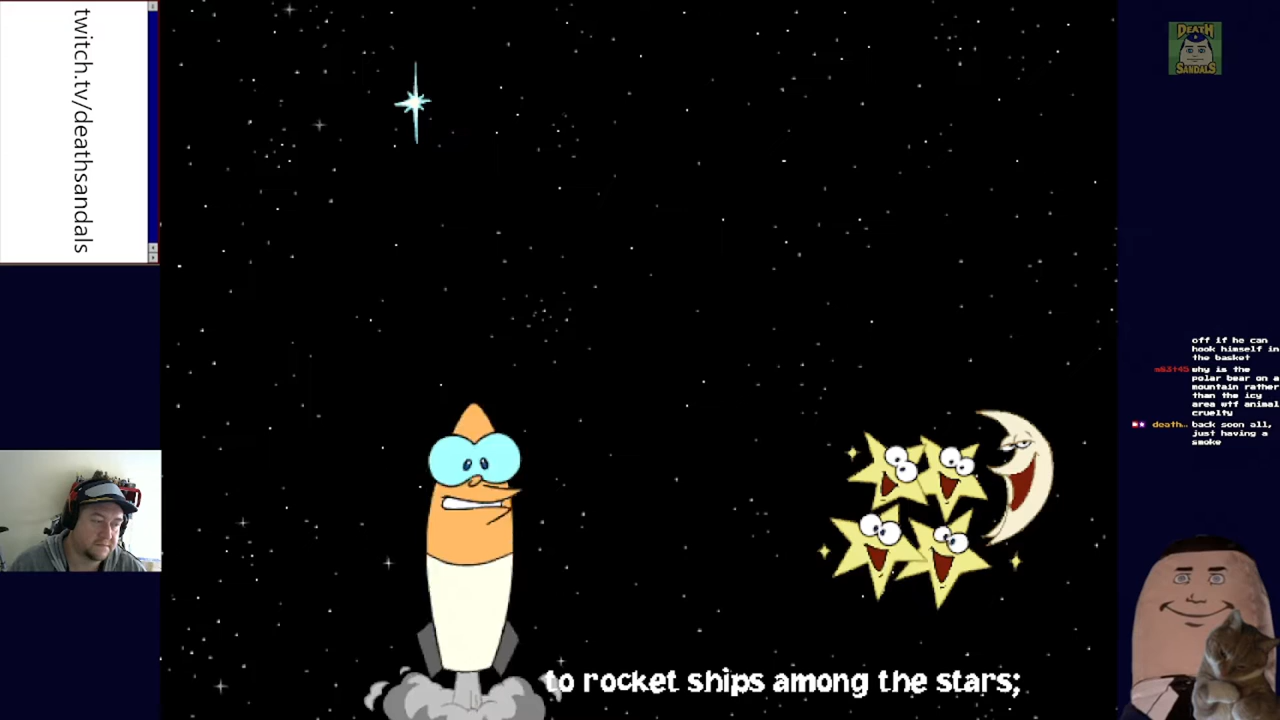 twitch.tv/deathsandals
DEATH
SANDALS
off if he can
hook himself in
the basket
why is the
polar bear on a
mountain rather
than the icy
area wtf animal
cruelty
death… back soon all,
just having a
smoke
to rocket ships among the stars;